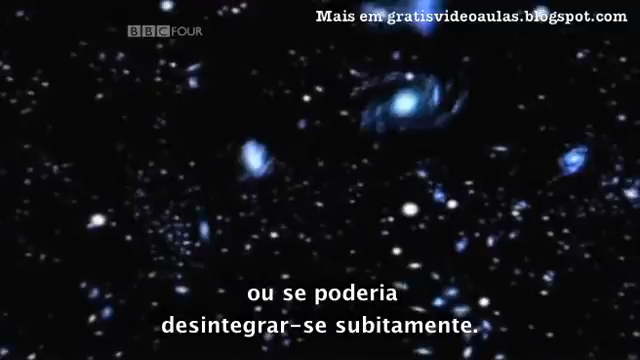 Mais em gratisvideoaulas.blogspot.com
BBC FOUR
ou se poderia
desintegrar-se subitamente.